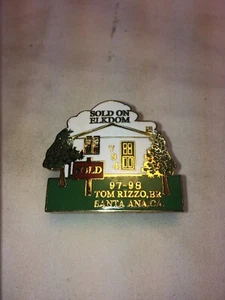 SOLD ON
ELKDOM
SOLD
97-98
TOM RIZZO, ER
SANTA ANA, CA.